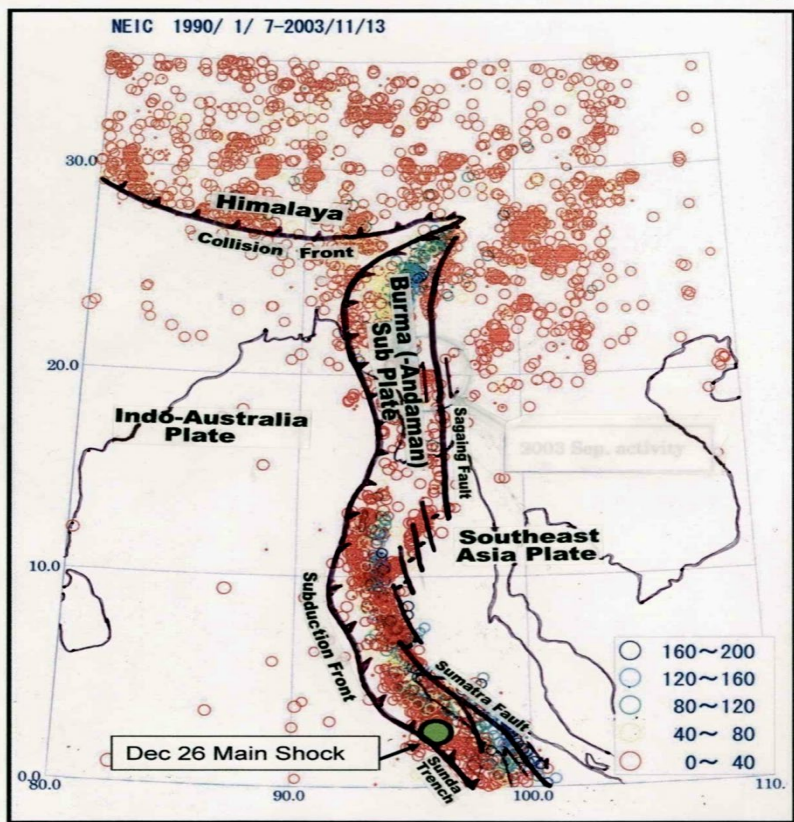 NEIC 1990/ 1/ 7-2003/11/13
30.0
Himalaya
Collision Front
Burma (-Andaman)
Sub Plate
20.0
Indo-Australia
Plate
Sagaing Fault
2003 Sep. activity
Southeast
Asia Plate
10.0
Subduction Front
Sumatra Fault
160～200
120～160
80～120
40～ 80
0～ 40
Dec 26 Main Shock
Sunda
Trench
0.0
80.0
90.0
100.0
110.